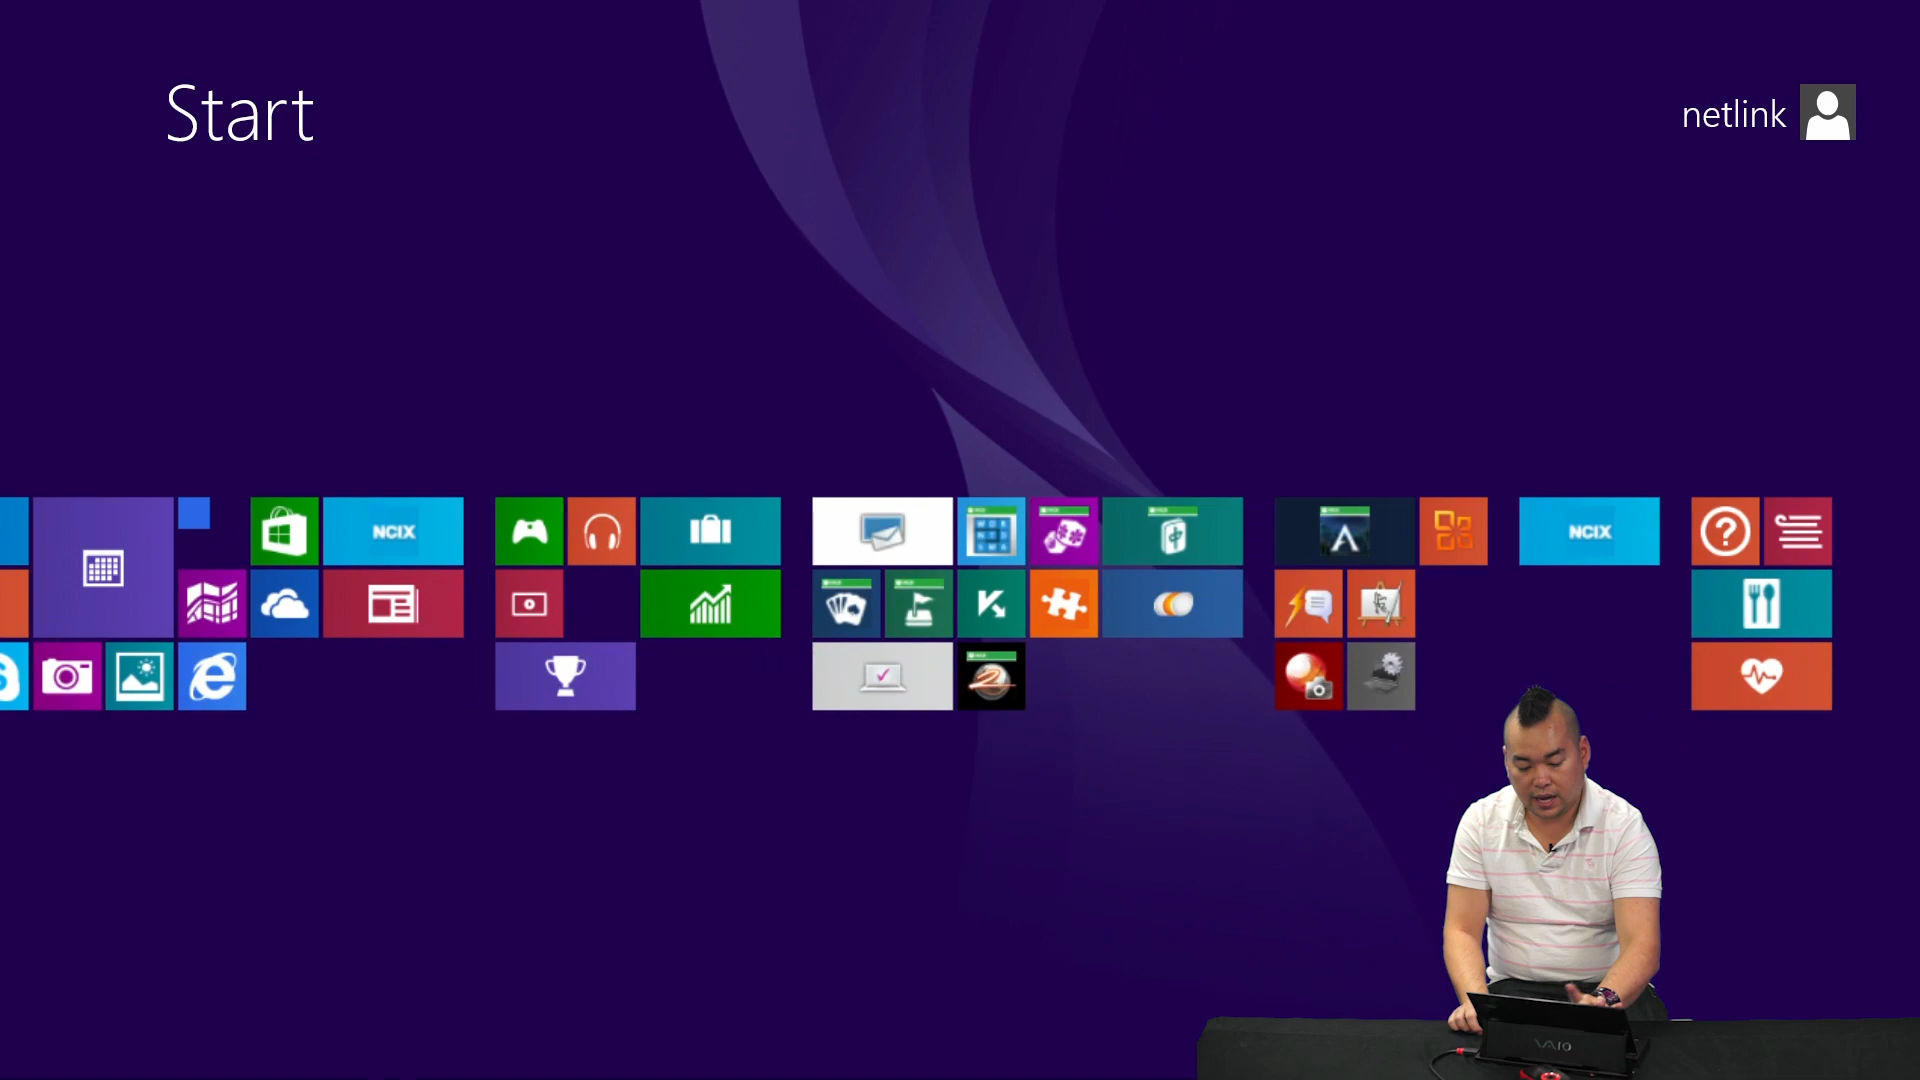 Start
netlink
NCIX
NCIX
VAIO